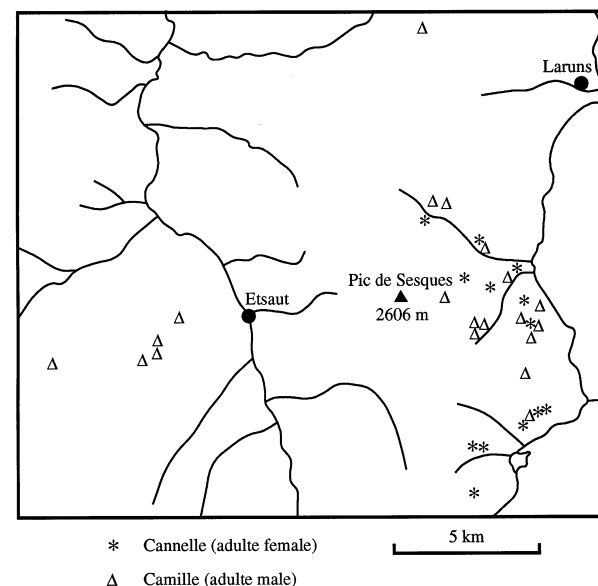 Laruns
Pic de Sesques
2606 m
Etsaut
5 km
* Cannelle (adulte female)
Δ Camille (adulte male)